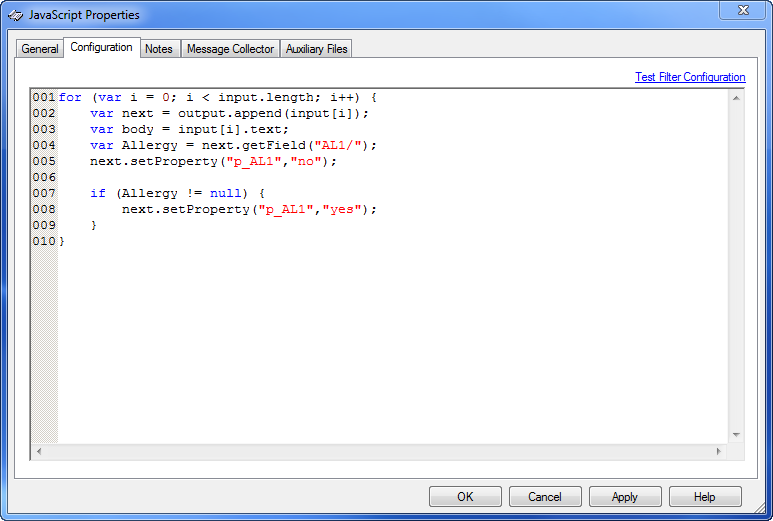 JavaScript Properties
General Configuration Notes Message Collector Auxiliary Files
Test Filter Configuration
001 for (var i = 0; i < input.length; i++) {
002     var next = output.append(input[i]);
003     var body = input[i].text;
004     var Allergy = next.getField("AL1/");
005     next.setProperty("p_AL1","no");
006
007     if (Allergy != null) {
008         next.setProperty("p_AL1","yes");
009     }
010 }
OK Cancel Apply Help